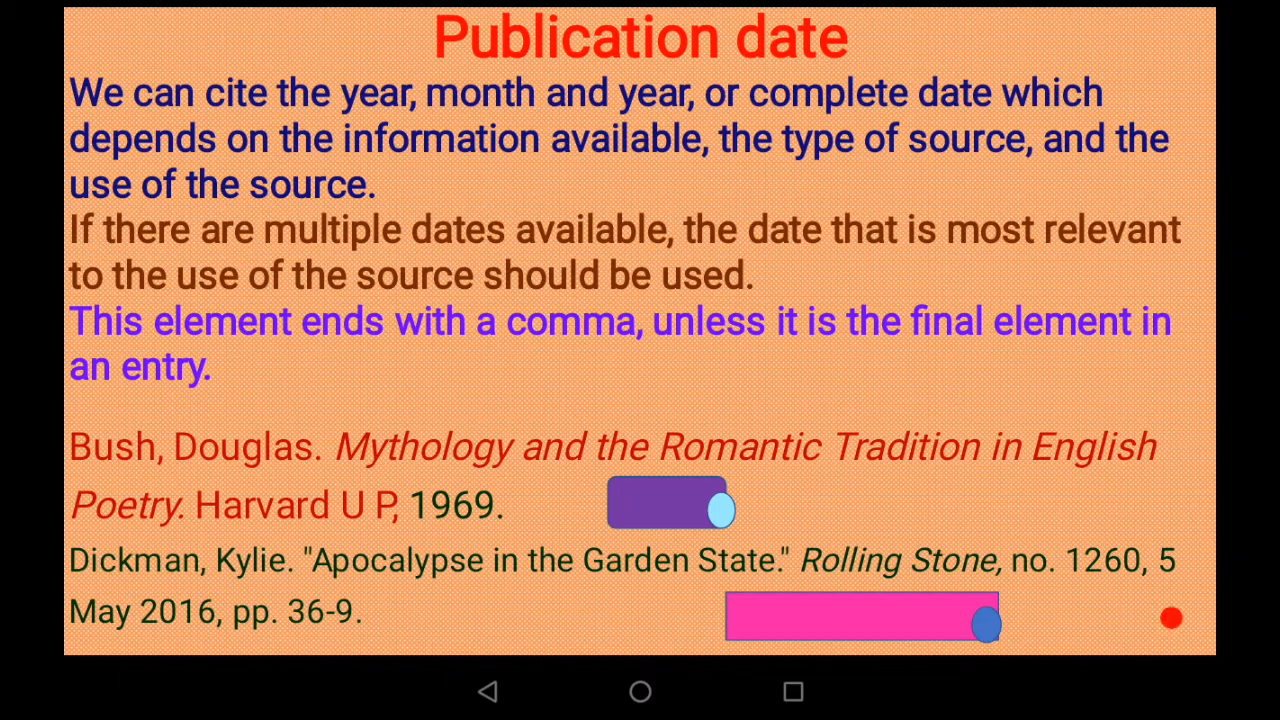 Publication date
We can cite the year, month and year, or complete date which
depends on the information available, the type of source, and the
use of the source.
If there are multiple dates available, the date that is most relevant
to the use of the source should be used.
This element ends with a comma, unless it is the final element in
an entry.
Bush, Douglas. Mythology and the Romantic Tradition in English
Poetry. Harvard U P, 1969.
Dickman, Kylie. "Apocalypse in the Garden State." Rolling Stone, no. 1260, 5
May 2016, pp. 36-9.